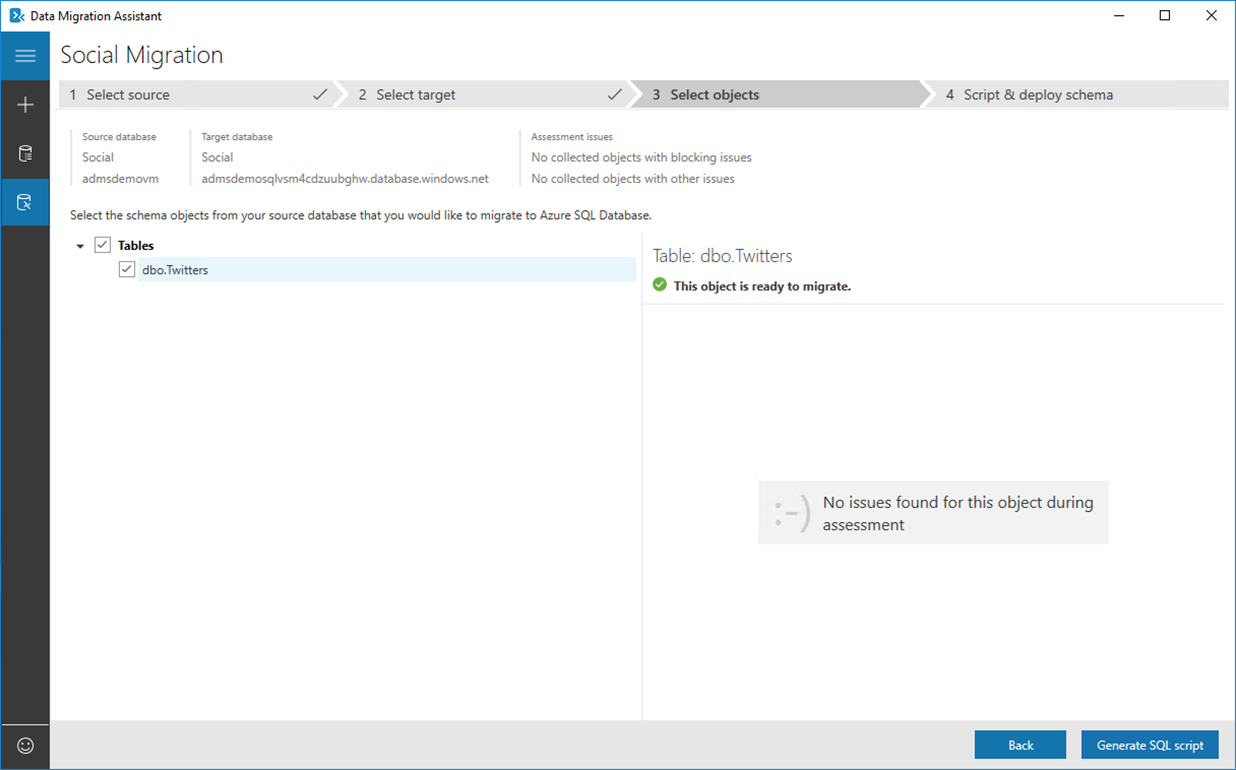 Data Migration Assistant
Social Migration
1 Select source
2 Select target
3 Select objects
4 Script & deploy schema
Source database
Social
admsdemovm
Target database
Social
admsdemosqlvsm4cdzuubghw.database.windows.net
Assessment issues
No collected objects with blocking issues
No collected objects with other issues
Select the schema objects from your source database that you would like to migrate to Azure SQL Database.
Tables
dbo.Twitters
Table: dbo.Twitters
This object is ready to migrate.
:-)
No issues found for this object during
assessment
Back
Generate SQL script